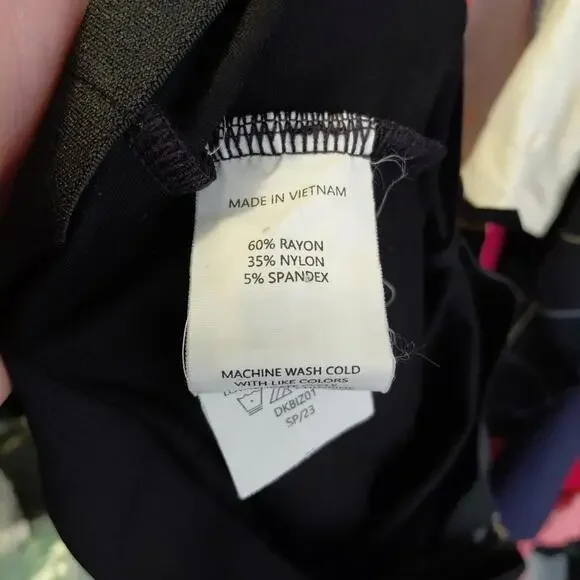 MADE IN VIETNAM
60% RAYON
35% NYLON
5% SPANDEX
MACHINE WASH COLD
WITH LIKE COLORS
DKBIZ01
SP/23